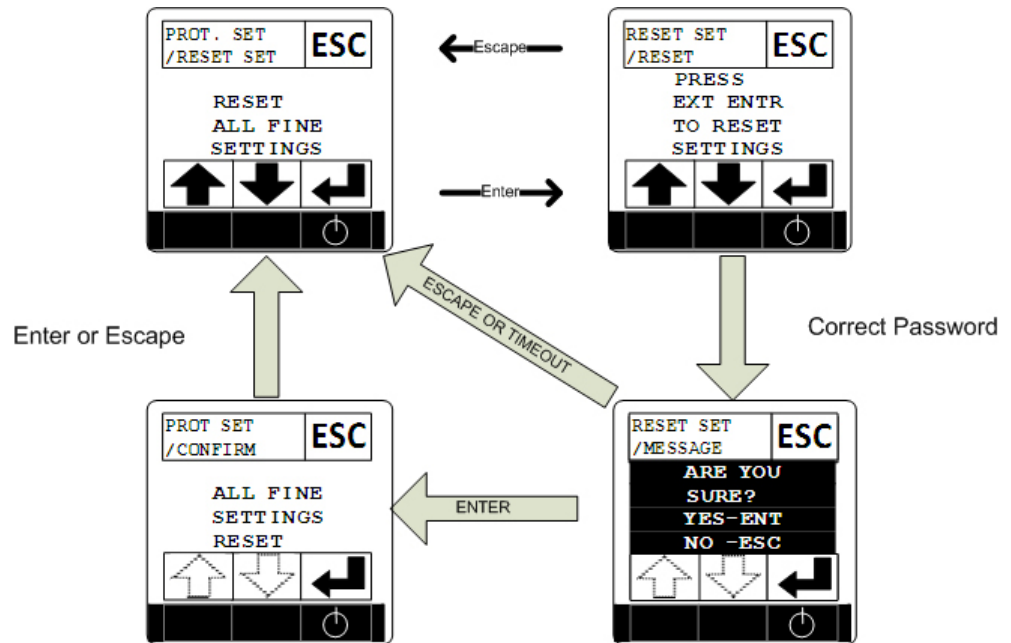 PROT. SET
/RESET SET
ESC
RESET
ALL FINE
SETTINGS
Escape
Enter
RESET SET
/RESET
ESC
PRESS
EXT ENTR
TO RESET
SETTINGS
Enter or Escape
ESCAPE OR TIMEOUT
Correct Password
PROT SET
/CONFIRM
ESC
ALL FINE
SETTINGS
RESET
ENTER
RESET SET
/MESSAGE
ESC
ARE YOU
SURE?
YES-ENT
NO -ESC